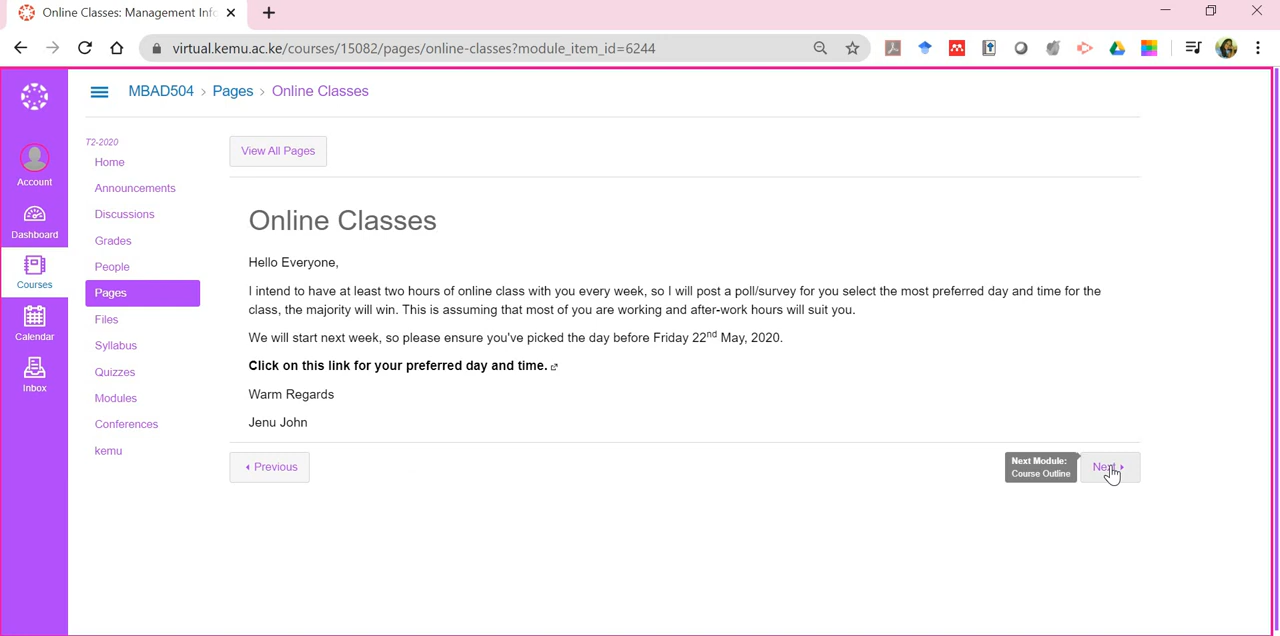 Online Classes: Management Info
virtual.kemu.ac.ke/courses/15082/pages/online-classes?module_item_id=6244
MBAD504 › Pages › Online Classes
T2-2020
Account
Dashboard
Courses
Calendar
Inbox
Home
Announcements
Discussions
Grades
People
Pages
Files
Syllabus
Quizzes
Modules
Conferences
kemu
View All Pages
Online Classes
Hello Everyone,
I intend to have at least two hours of online class with you every week, so I will post a poll/survey for you select the most preferred day and time for the
class, the majority will win. This is assuming that most of you are working and after-work hours will suit you.
We will start next week, so please ensure you've picked the day before Friday 22nd May, 2020.
Click on this link for your preferred day and time.
Warm Regards
Jenu John
Previous
Next Module:
Course Outline
Next